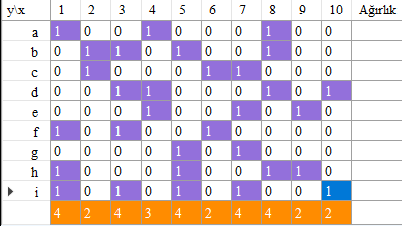 y\x 1 2 3 4 5 6 7 8 9 10 Ağırlık
a 1 0 0 1 0 0 0 1 0 0
b 0 1 1 0 1 0 0 1 0 0
c 0 1 0 0 0 1 1 0 0 0
d 0 0 1 1 0 0 0 1 0 1
e 0 0 0 1 0 0 1 0 1 0
f 1 0 1 0 0 1 0 0 0 0
g 0 0 0 0 1 0 1 0 0 0
h 1 0 0 0 1 0 0 1 1 0
i 1 0 1 0 1 0 1 0 0 1
4 2 4 3 4 2 4 4 2 2